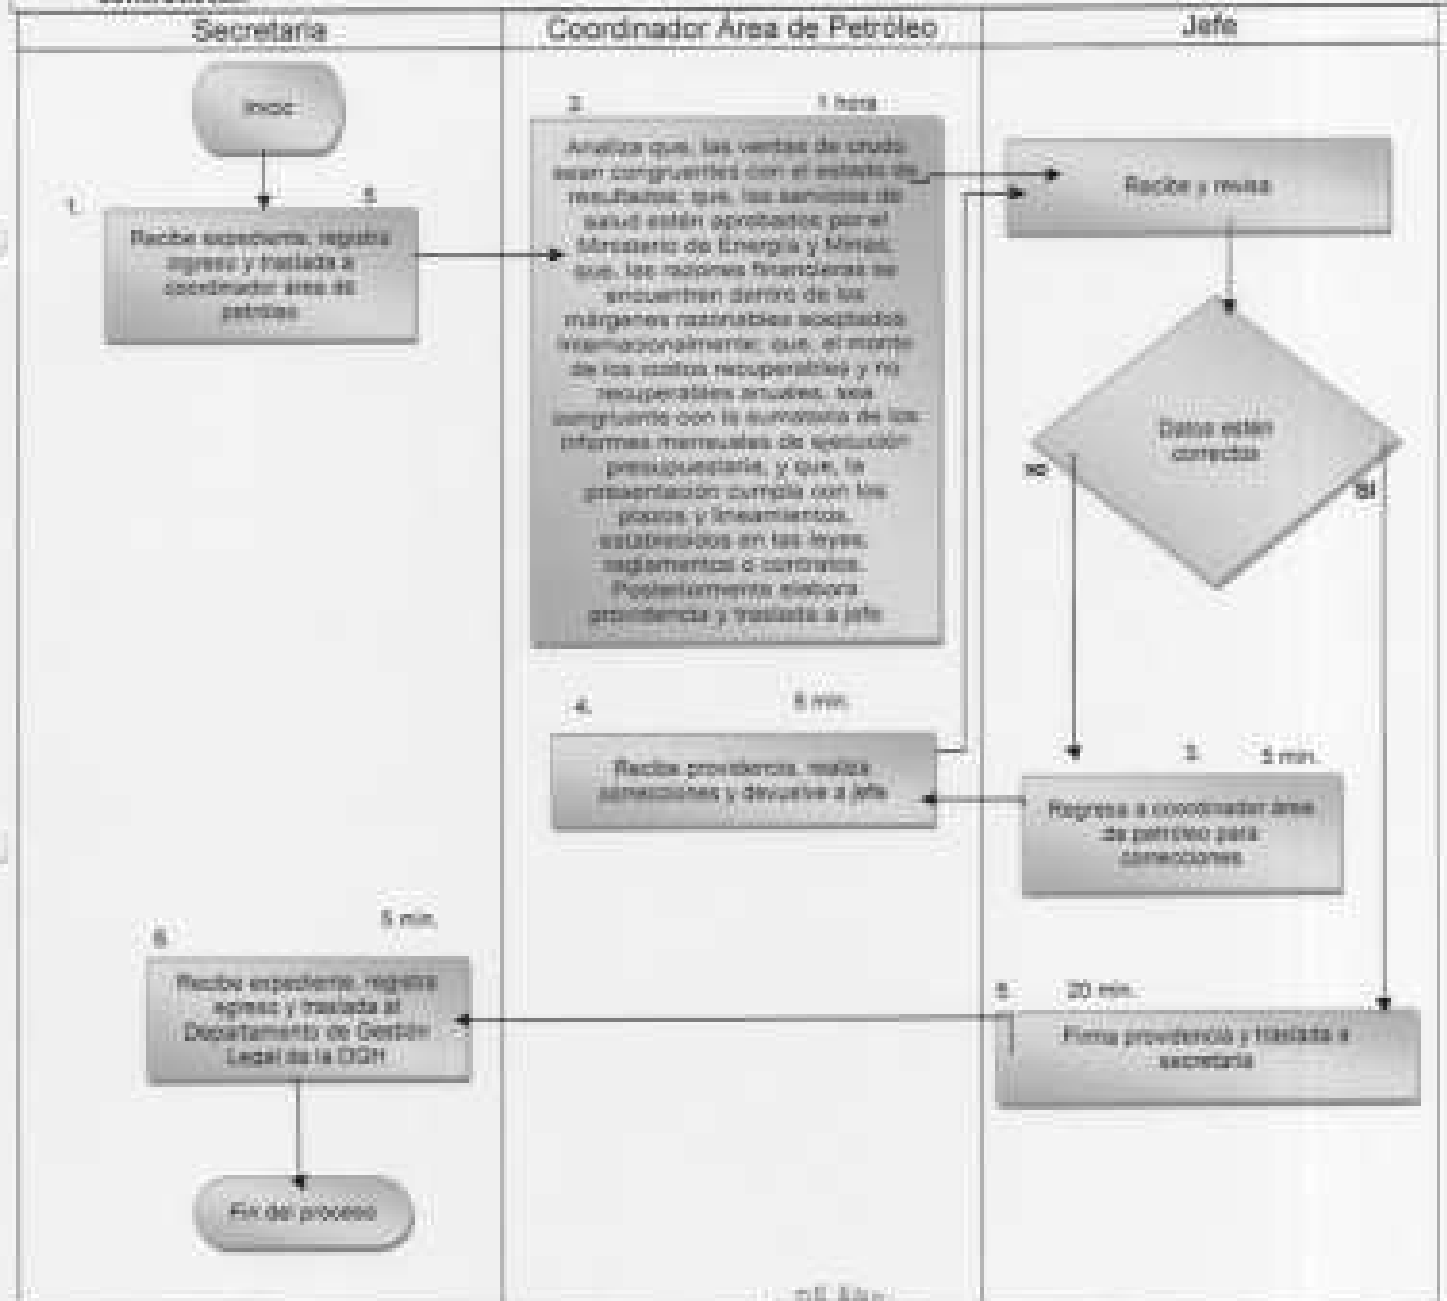 Secretaria
Coordinador Área de Petróleo
Jefe
Inicio
1.
5
Recibe expediente, registra
ingreso y traslada a
coordinador área de
petróleo
2.
1 hora
Analiza que, las ventas de crudo
sean congruentes con el estado de
resultados; que, los servicios de
salud están aprobados por el
Ministerio de Energía y Minas,
que, las razones financieras se
encuentren dentro de los
márgenes razonables aceptados
internacionalmente; que, el monto
de los costos recuperables y no
recuperables anuales, sea
congruente con la sumatoria de los
informes mensuales de ejecución
presupuestaria, y que, la
presentación cumpla con los
plazos y lineamientos,
establecidos en las leyes,
reglamentos o contratos.
Posteriormente elabora
providencia y traslada a jefe
Recibe y revisa
Datos están
correctos
no
SI
3.
5 min.
Regresa a coordinador área
de petróleo para
correcciones
4.
min.
Recibe providencia, realiza
correcciones y devuelve a jefe
20 min.
Firma providencia y traslada a
secretaria
6.
5 min.
Recibe expediente, registra
egreso y traslada al
Departamento de Gestión
Legal de la DGH
Fin del proceso